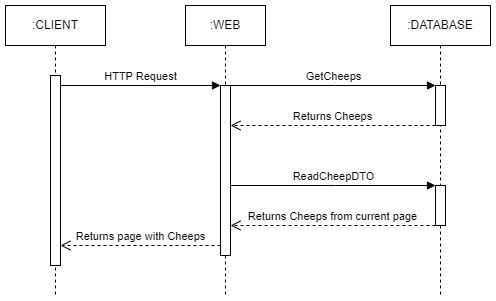 :CLIENT
:WEB
:DATABASE
HTTP Request
GetCheeps
Returns Cheeps
ReadCheepDTO
Returns Cheeps from current page
Returns page with Cheeps